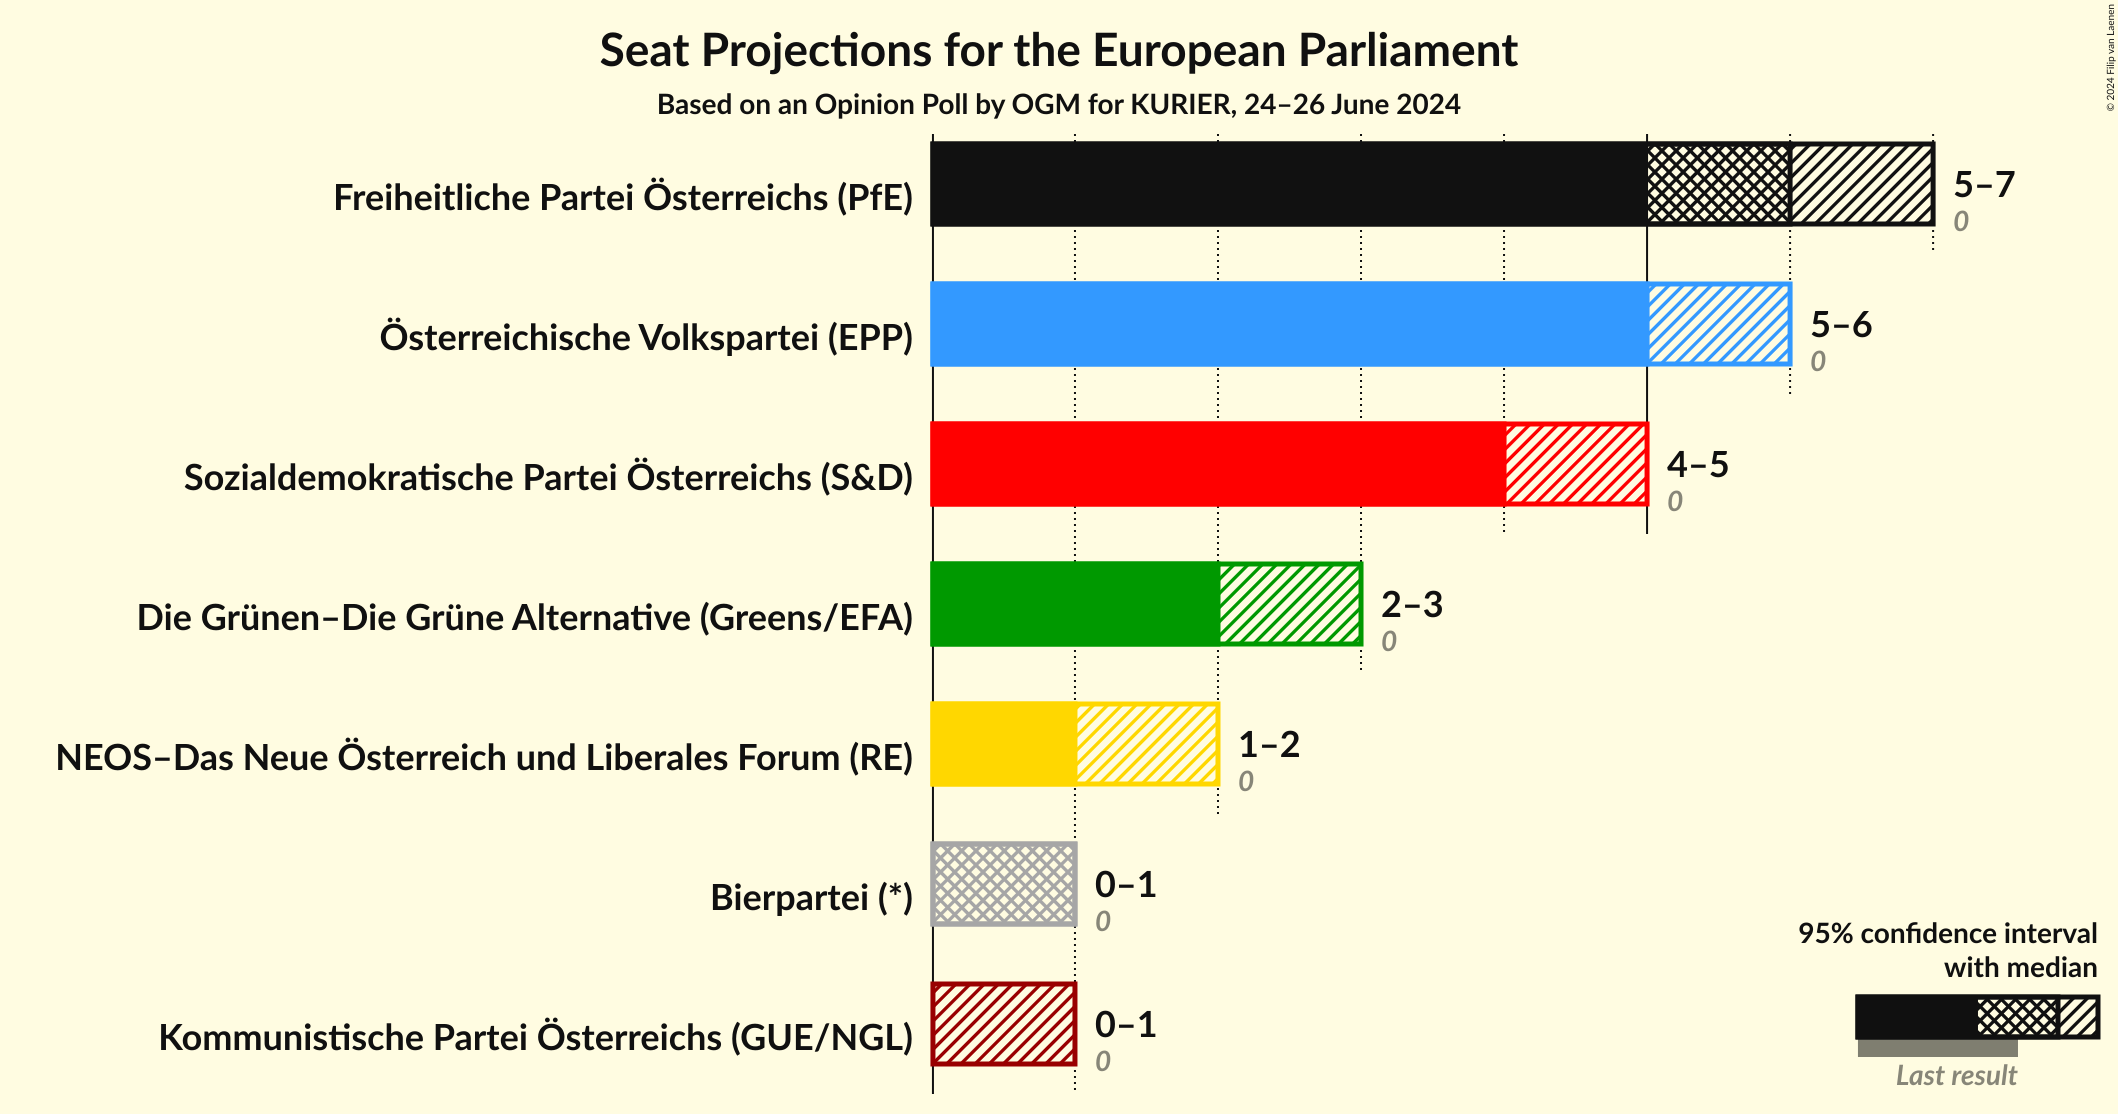 Seat Projections for the European Parliament
Based on an Opinion Poll by OGM for KURIER, 24–26 June 2024
© 2024 Filip van Laenen
Freiheitliche Partei Österreichs (PfE)
5–7
0
Österreichische Volkspartei (EPP)
5–6
0
Sozialdemokratische Partei Österreichs (S&D)
4–5
0
Die Grünen–Die Grüne Alternative (Greens/EFA)
2–3
0
NEOS–Das Neue Österreich und Liberales Forum (RE)
1–2
0
Bierpartei (*)
0–1
0
Kommunistische Partei Österreichs (GUE/NGL)
0–1
0
95% confidence interval
with median
Last result